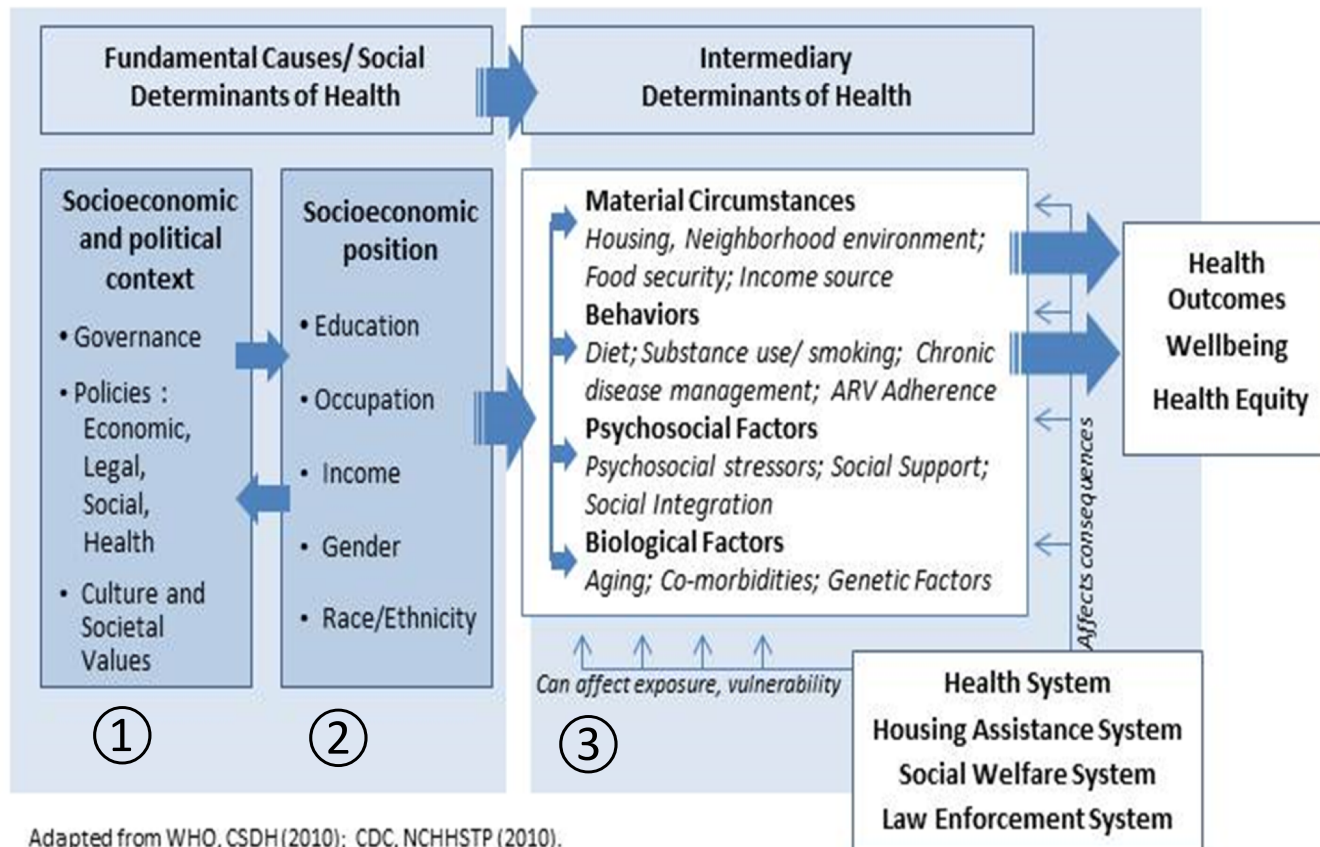 Fundamental Causes/ Social
Determinants of Health
Intermediary
Determinants of Health
Socioeconomic
and political
context
• Governance
• Policies :
Economic,
Legal,
Social,
Health
• Culture and
Societal
Values
Socioeconomic
position
• Education
• Occupation
• Income
• Gender
• Race/Ethnicity
Material Circumstances
Housing, Neighborhood environment;
Food security; Income source
Behaviors
Diet; Substance use/ smoking; Chronic
disease management; ARV Adherence
Psychosocial Factors
Psychosocial stressors; Social Support;
Social Integration
Biological Factors
Aging; Co-morbidities; Genetic Factors
Health
Outcomes
Wellbeing
Health Equity
Affects consequences
Can affect exposure, vulnerability
Health System
Housing Assistance System
Social Welfare System
Law Enforcement System
①
②
③
Adapted from WHO, CSDH (2010); CDC, NCHHSTP (2010).